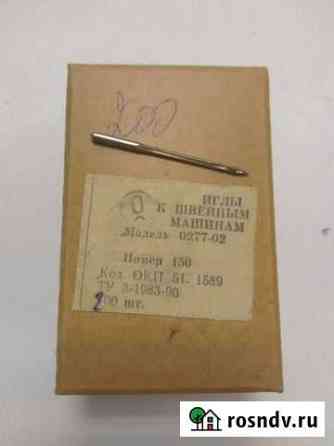 200
ИГЛЫ
К ШВЕЙНЫМ
МАШИНАМ
Модель 0277-02
Номер 150
Код ОКП 51. 1589
ТУ 3-1983-90
200 шт.
rosndv.ru